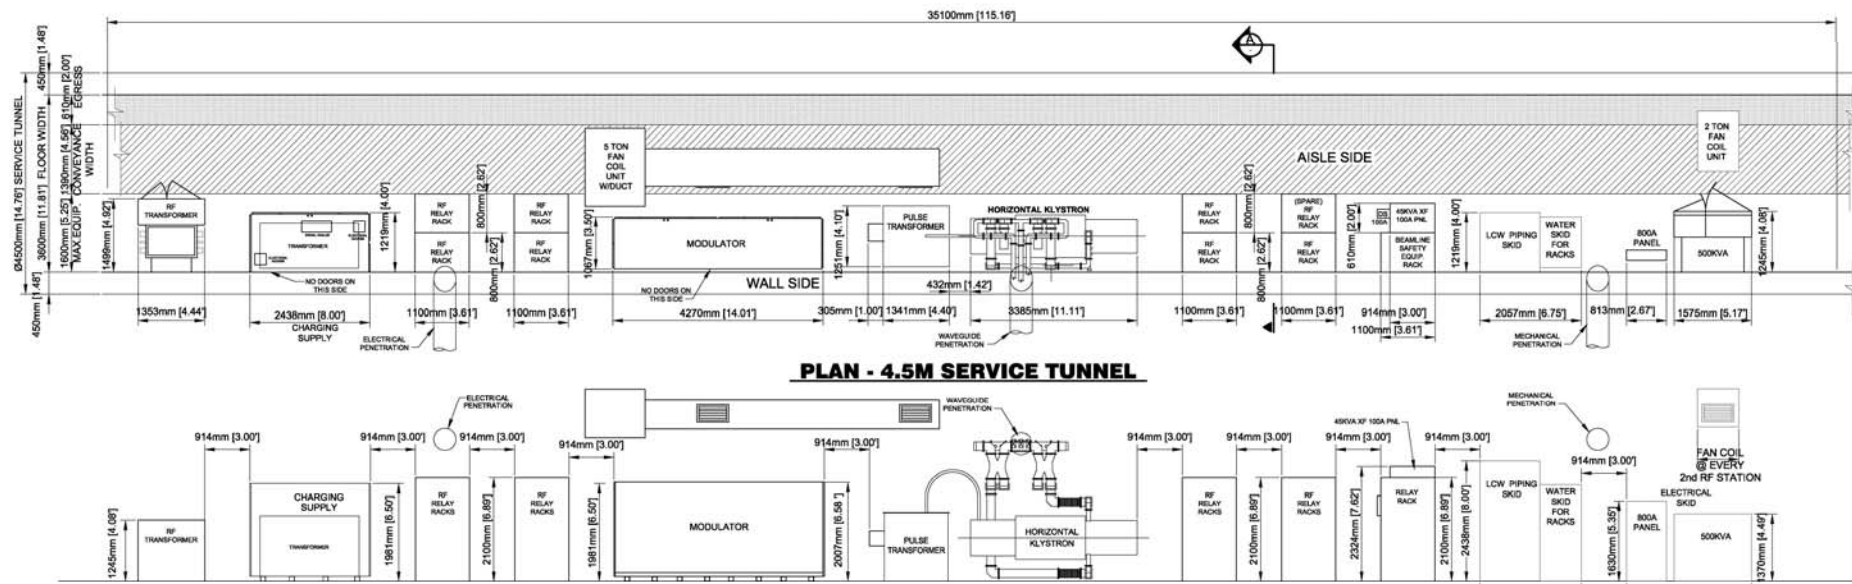 35100mm [115.16']
A
450mm [1.48']
610mm [2.00']
EGRESS
1390mm [4.56']
CONVEYANCE
WIDTH
1600mm [5.25']
MAX.EQUIP.
3600mm [11.81'] FLOOR WIDTH
Ø4500mm [14.76'] SERVICE TUNNEL
450mm [1.48']
1499mm [4.92']
RF
TRANSFORMER
TRANSFORMER
1219mm [4.00']
NO DOORS ON
THIS SIDE
RF
RELAY
RACK
RF
RELAY
RACK
800mm [2.62']
800mm [2.62']
RF
RELAY
RACK
RF
RELAY
RACK
5 TON
FAN
COIL
UNIT
W/DUCT
1067mm [3.50']
MODULATOR
NO DOORS ON
THIS SIDE
WALL SIDE
1251mm [4.10']
PULSE
TRANSFORMER
HORIZONTAL KLYSTRON
432mm [1.42']
AISLE SIDE
RF
RELAY
RACK
RF
RELAY
RACK
800mm [2.62']
800mm [2.62']
(SPARE)
RF
RELAY
RACK
RF
RELAY
RACK
610mm [2.00']
DS
100A
45KVA XF
100A PNL
BEAMLINE
SAFETY
EQUIP.
RACK
1219mm [4.00']
LCW PIPING
SKID
WATER
SKID
FOR
RACKS
800A
PANEL
2 TON
FAN
COIL
UNIT
500KVA
1245mm [4.08']
1353mm [4.44']
2438mm [8.00']
CHARGING
SUPPLY
ELECTRICAL
PENETRATION
1100mm [3.61']
1100mm [3.61']
4270mm [14.01']
305mm [1.00']
1341mm [4.40']
3385mm [11.11']
WAVEGUIDE
PENETRATION
1100mm [3.61']
1100mm [3.61']
914mm [3.00']
1100mm [3.61']
2057mm [6.75']
MECHANICAL
PENETRATION
813mm [2.67']
1575mm [5.17']
PLAN - 4.5M SERVICE TUNNEL
1245mm [4.08']
RF
TRANSFORMER
914mm [3.00']
CHARGING
SUPPLY
TRANSFORMER
914mm [3.00']
1981mm [6.50']
ELECTRICAL
PENETRATION
RF
RELAY
RACKS
914mm [3.00']
2100mm [6.89']
RF
RELAY
RACKS
914mm [3.00']
1981mm [6.50']
MODULATOR
914mm [3.00']
2007mm [6.58']
PULSE
TRANSFORMER
WAVEGUIDE
PENETRATION
HORIZONTAL
KLYSTRON
914mm [3.00']
RF
RELAY
RACKS
914mm [3.00']
2100mm [6.89']
RF
RELAY
RACKS
914mm [3.00']
2324mm [7.62']
45KVA XF 100A PNL
RELAY
RACK
914mm [3.00']
2100mm [6.89']
2438mm [8.00']
LCW PIPING
SKID
WATER
SKID
FOR
RACKS
MECHANICAL
PENETRATION
914mm [3.00']
1630mm [5.35']
FAN COIL
@ EVERY
2nd RF STATION
ELECTRICAL
SKID
800A
PANEL
500KVA
1370mm [4.49']